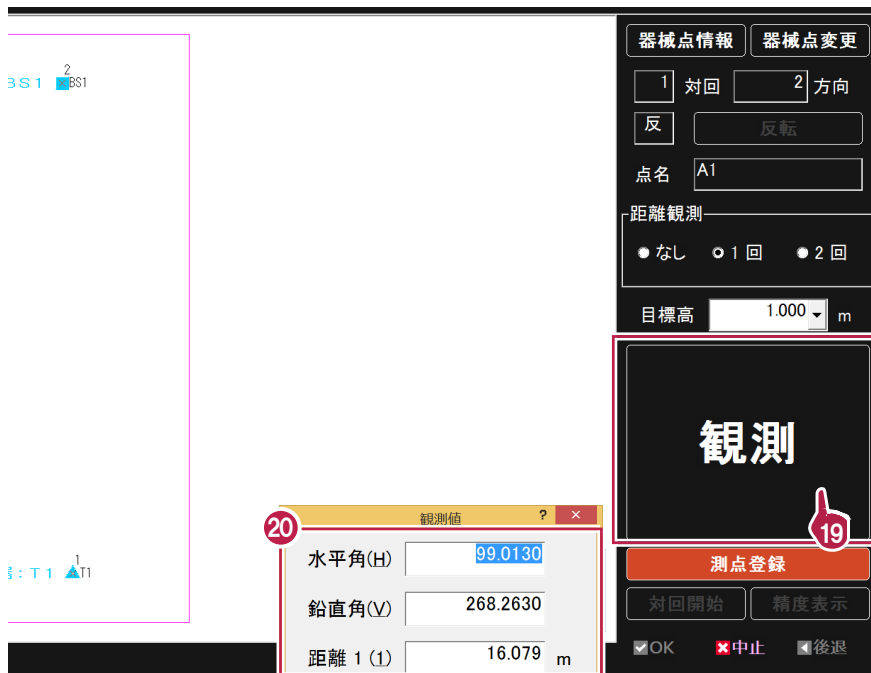 器械点情報 器械点変更
1 対回 2 方向
反 反転
点名 A1
距離観測
なし 1 回 2 回
目標高 1.000 m
観測
19
測点登録
対回開始 精度表示
OK 中止 後退
2
BS1 BS1
1
: T1 T1
20
観測値 ? ×
水平角(H) 99.0130
鉛直角(V) 268.2630
距離 1 (1) 16.079 m